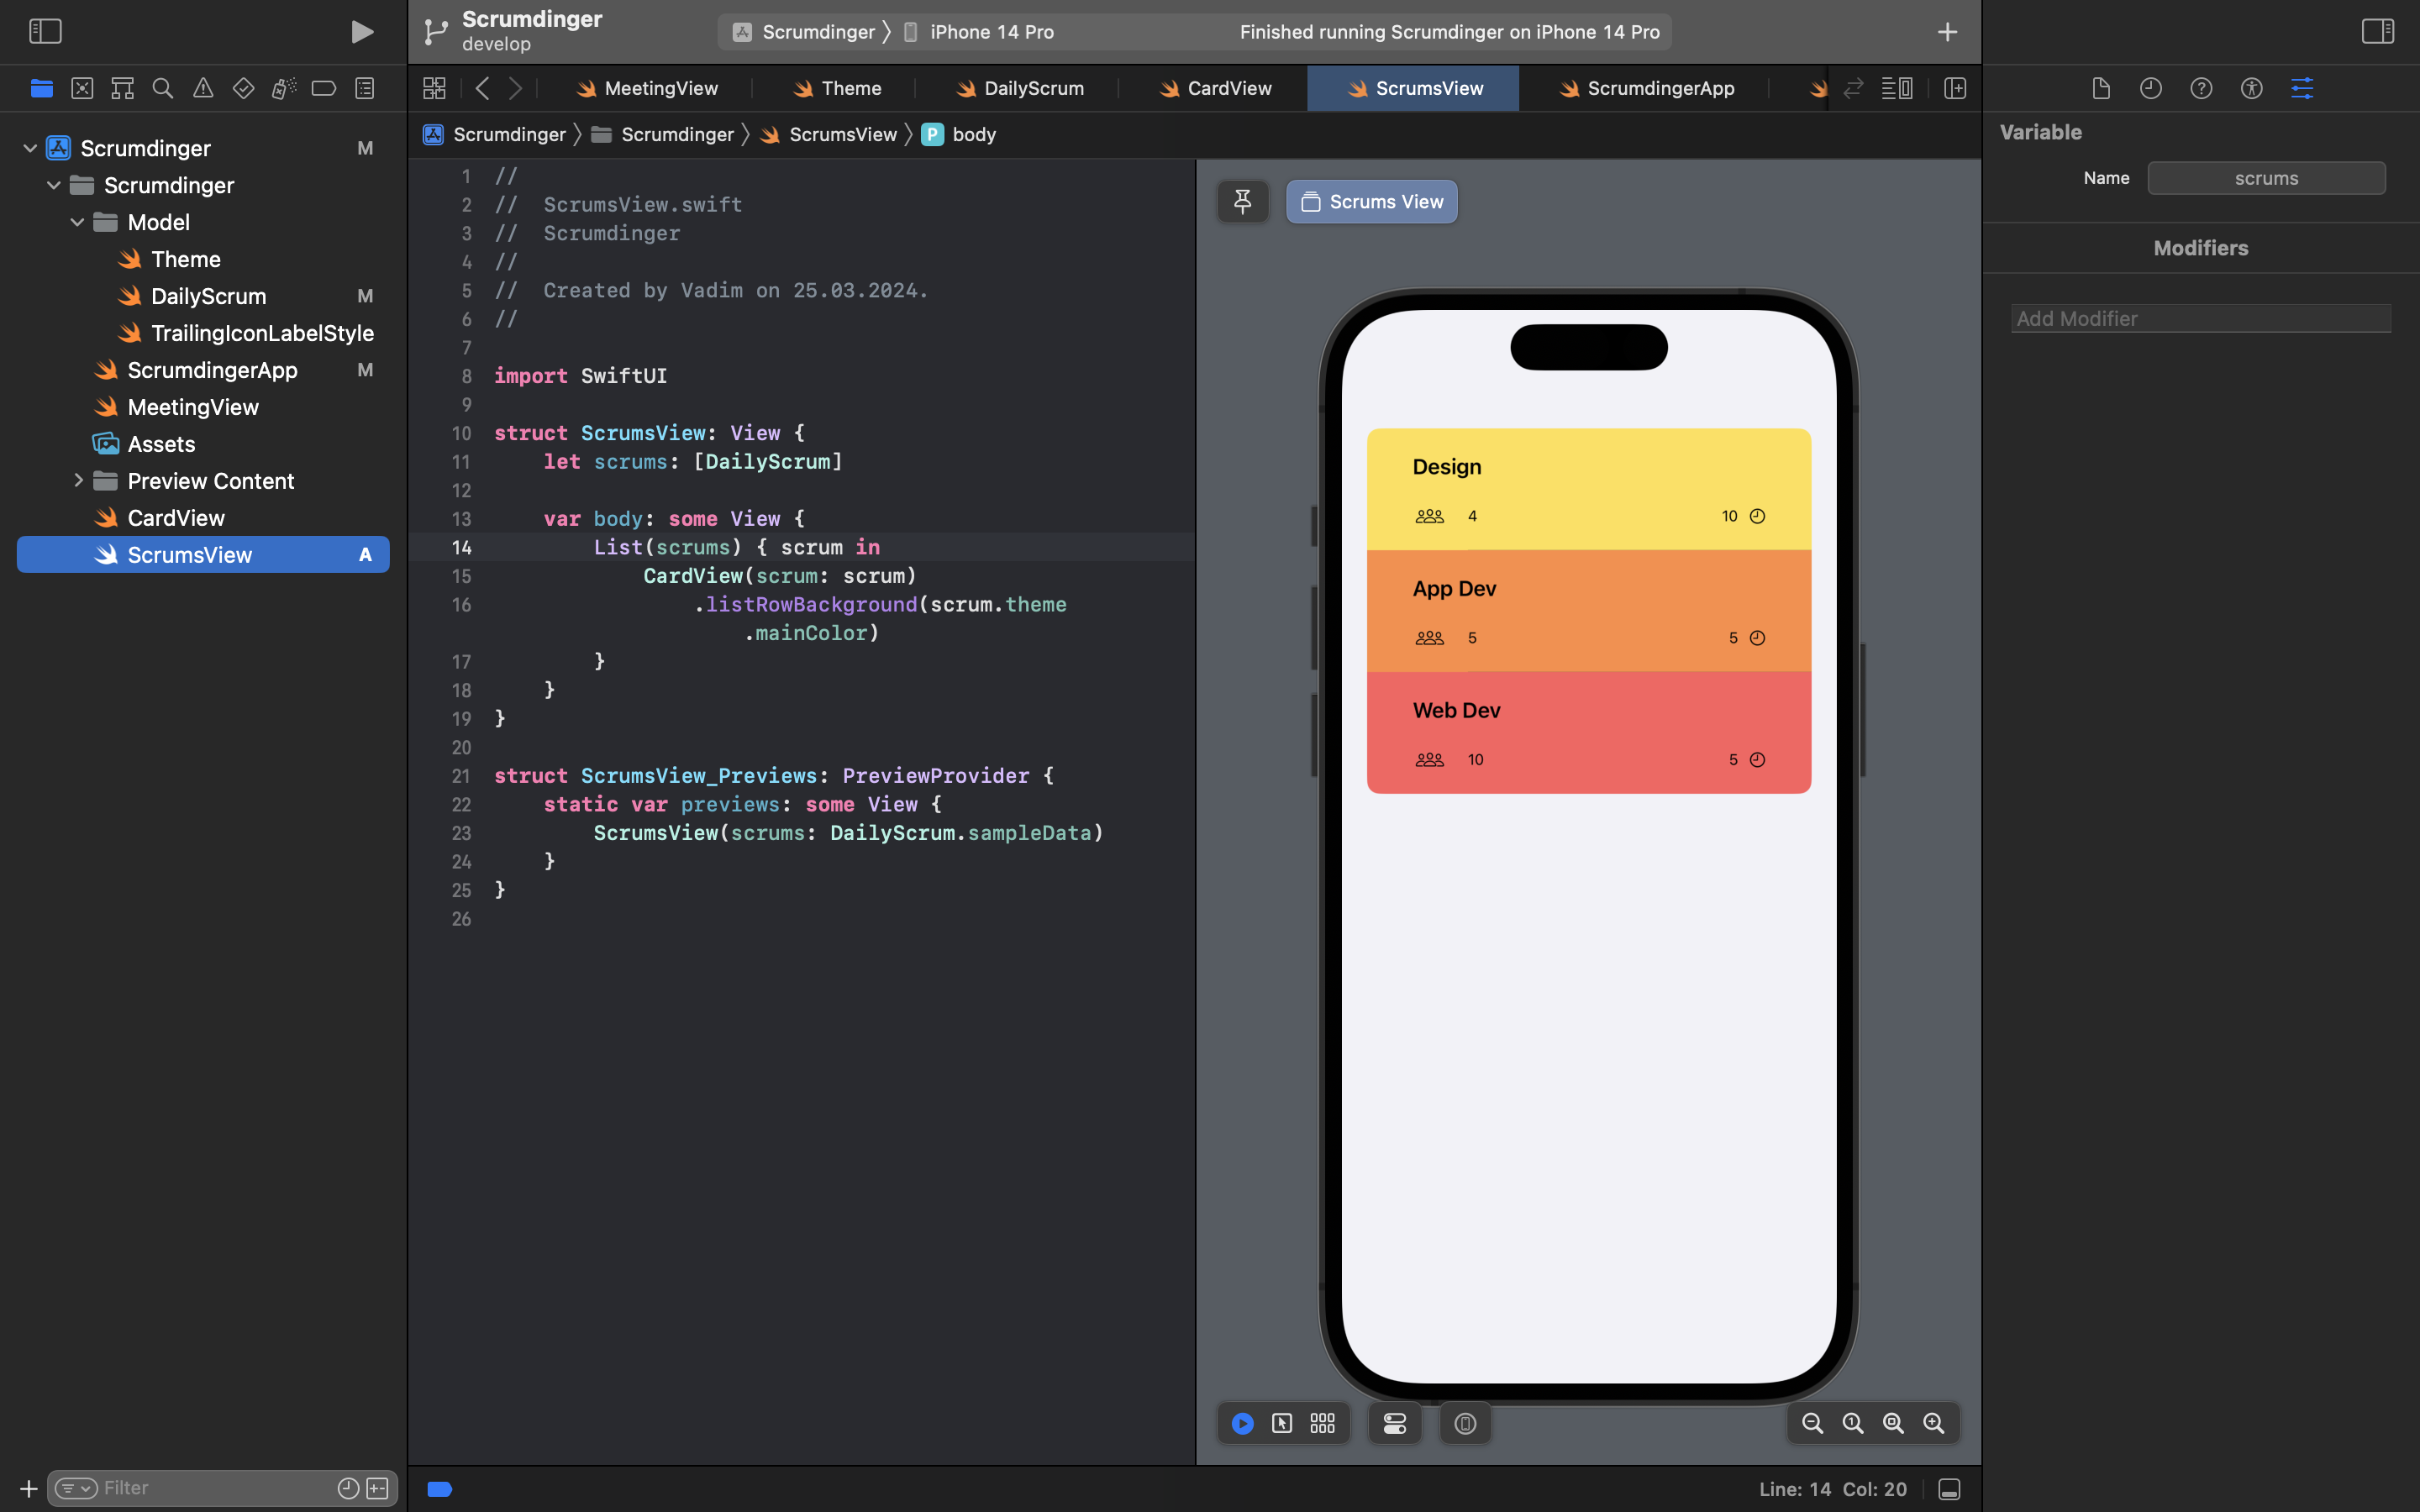 Scrumdinger
develop
Scrumdinger
iPhone 14 Pro
Finished running Scrumdinger on iPhone 14 Pro
MeetingView
Theme
DailyScrum
CardView
ScrumsView
ScrumdingerApp
Scrumdinger
Scrumdinger
ScrumsView
P
body
Scrumdinger M
Scrumdinger
Model
Theme
DailyScrum M
TrailingIconLabelStyle
ScrumdingerApp M
MeetingView
Assets
Preview Content
CardView
ScrumsView A
Filter
1 //
2 //  ScrumsView.swift
3 //  Scrumdinger
4 //
5 //  Created by Vadim on 25.03.2024.
6 //
7
8 import SwiftUI
9
10 struct ScrumsView: View {
11     let scrums: [DailyScrum]
12
13     var body: some View {
14         List(scrums) { scrum in
15             CardView(scrum: scrum)
16                 .listRowBackground(scrum.theme
                    .mainColor)
17         }
18     }
19 }
20
21 struct ScrumsView_Previews: PreviewProvider {
22     static var previews: some View {
23         ScrumsView(scrums: DailyScrum.sampleData)
24     }
25 }
26
Scrums View
Design
4 10
App Dev
5 5
Web Dev
10 5
Line: 14 Col: 20
Variable
Name scrums
Modifiers
Add Modifier